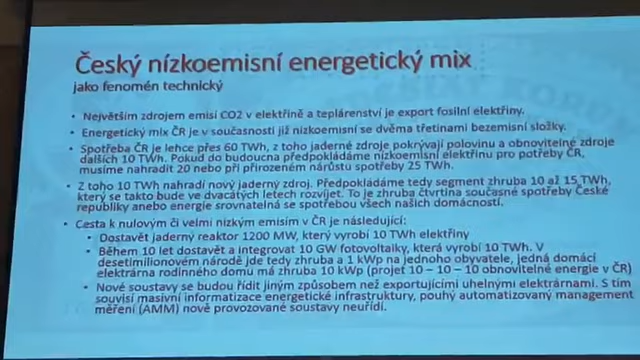 Český nízkoemisní energetický mix
jako fenomén technický
• Největším zdrojem emisí CO2 v elektřině a teplárenství je export fosilní elektřiny.
• Energetický mix ČR je v současnosti již nízkoemisní se dvěma třetinami bezemisní složky.
• Spotřeba ČR je lehce přes 60 TWh, z toho jaderné zdroje pokrývají polovinu a obnovitelné zdroje
dalších 10 TWh. Pokud do budoucna předpokládáme nízkoemisní elektřinu pro potřeby ČR,
musíme nahradit 20 nebo při přirozeném nárůstu spotřeby 25 TWh.
• Z toho 10 TWh nahradí nový jaderný zdroj. Předpokládáme tedy segment zhruba 10 až 15 TWh,
který se takto bude ve dvacátých letech rozvíjet. To je zhruba čtvrtina současné spotřeby České
republiky anebo energie srovnatelná se spotřebou všech našich domácností.
• Cesta k nulovým či velmi nízkým emisím v ČR je následující:
• Dostavět jaderný reaktor 1200 MW, který vyrobí 10 TWh elektřiny
• Během 10 let dostavět a integrovat 10 GW fotovoltaiky, která vyrobí 10 TWh. V
desetimilionovém národě jde tedy zhruba a 1 kWp na jednoho obyvatele, jedná domácí
elektrárna rodinného domu má zhruba 10 kWp (projet 10 – 10 – 10 obnovitelné energie v ČR)
• Nové soustavy se budou řídit jiným způsobem než exportujícími uhelnými elektrárnami. S tím
souvisí masivní informatizace energetické infrastruktury, pouhý automatizovaný management
měření (AMM) nově provozované soustavy neuřídí.